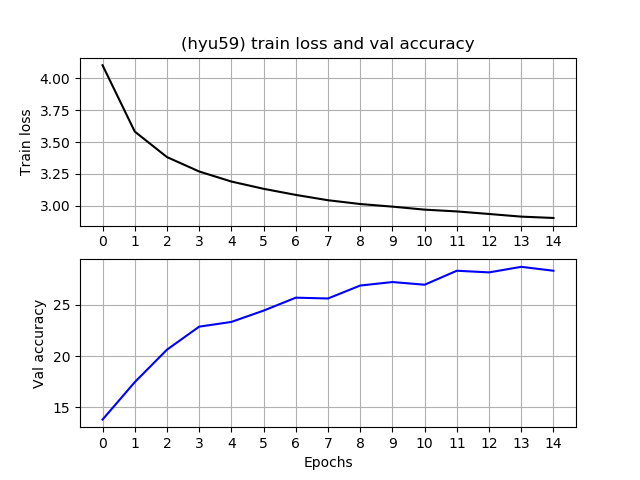 (hyu59) train loss and val accuracy
Train loss
4.00
3.75
3.50
3.25
3.00
0 1 2 3 4 5 6 7 8 9 10 11 12 13 14
Val accuracy
25
20
15
0 1 2 3 4 5 6 7 8 9 10 11 12 13 14
Epochs